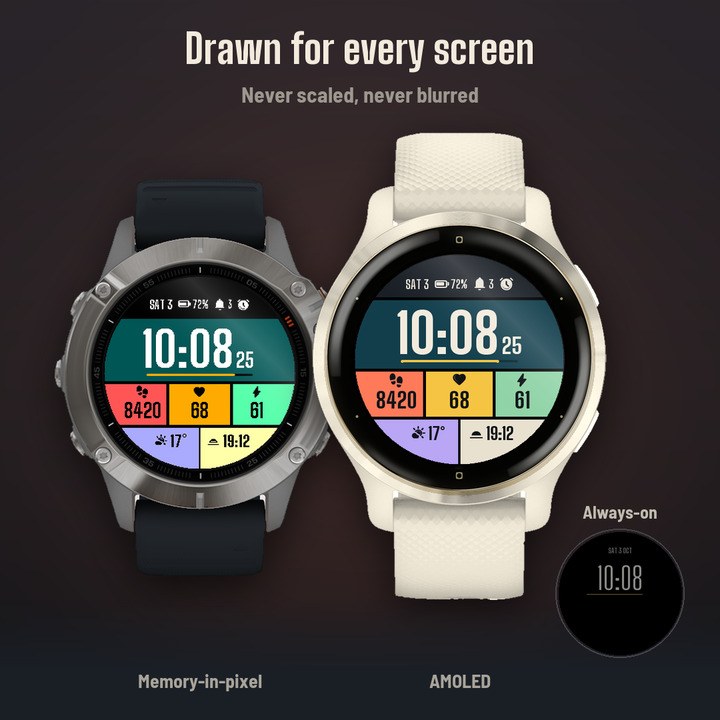 Drawn for every screen
Never scaled, never blurred
SAT 3 72% 3
10:08 25
8420 68 61
17° 19:12
SAT 3 72% 3
10:08 25
8420 68 61
17° 19:12
Always-on
SAT 3 OCT
10:08
Memory-in-pixel
AMOLED